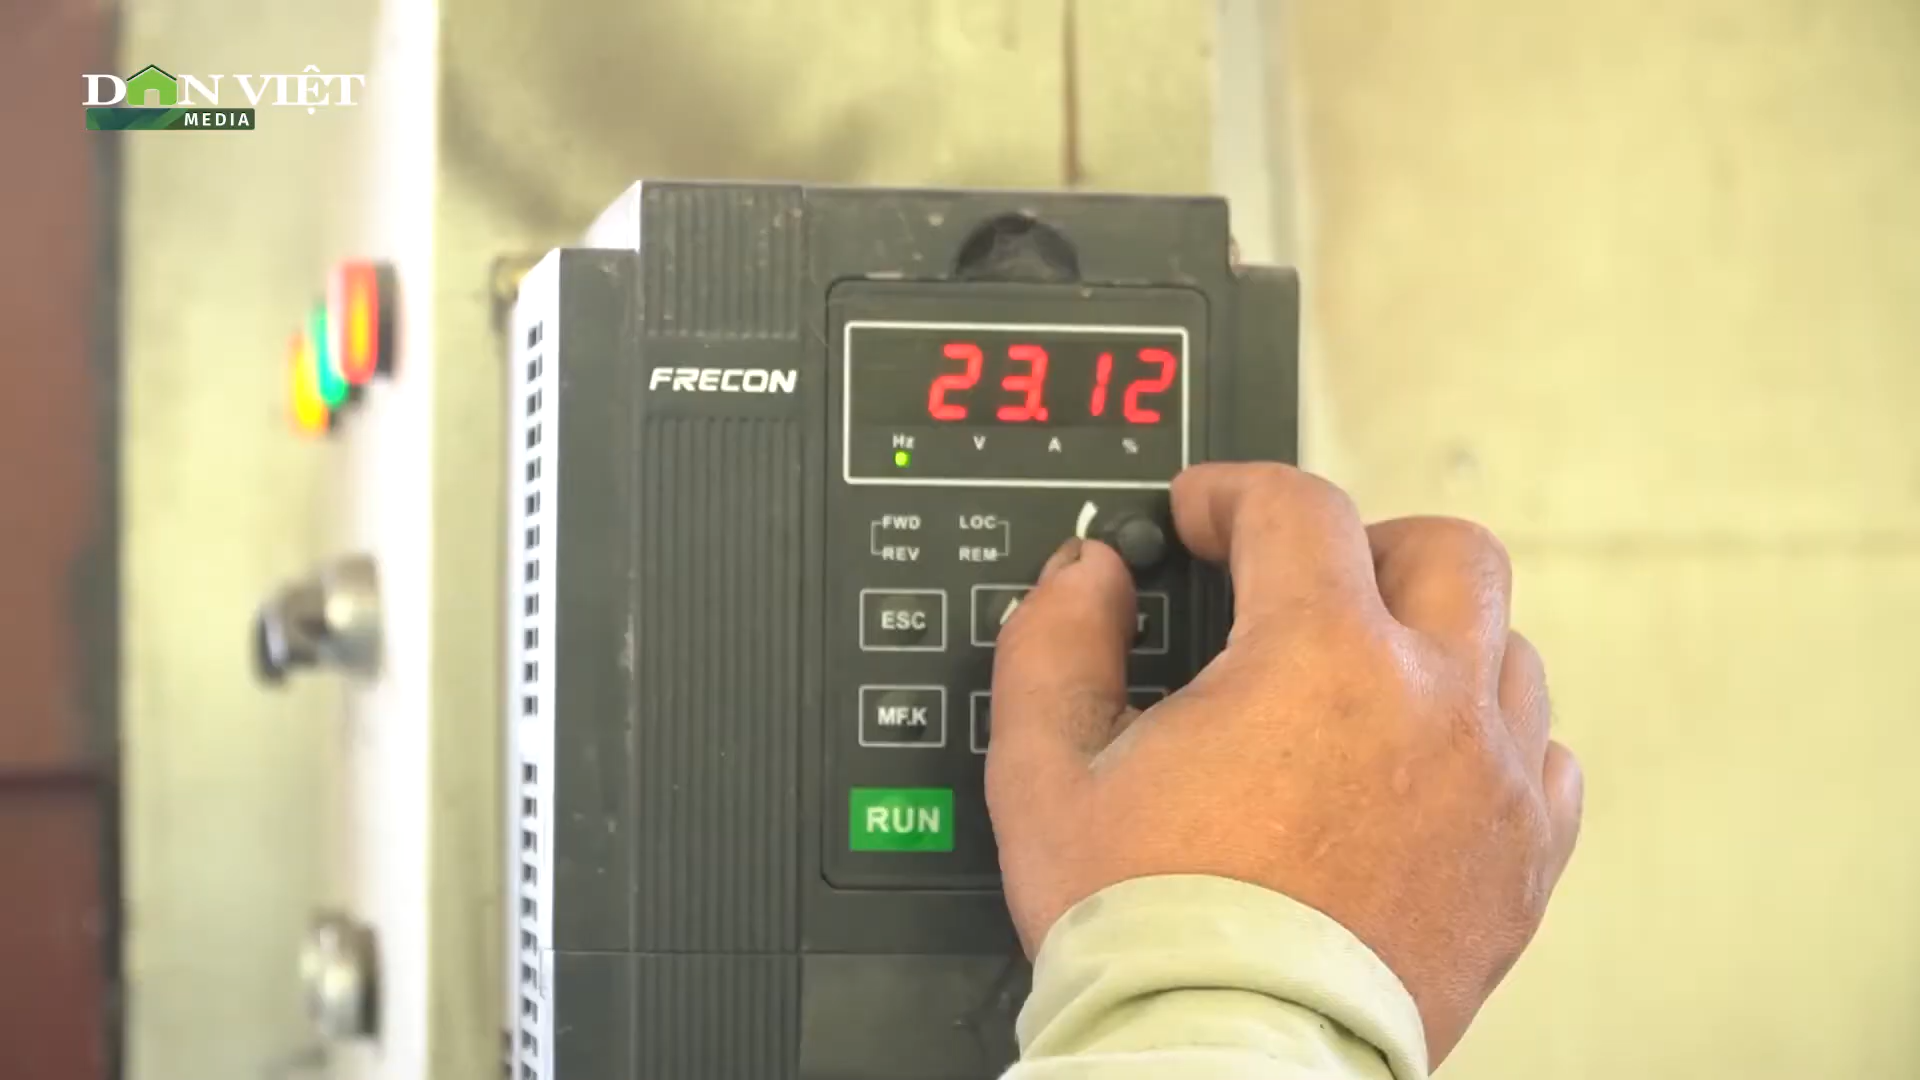 DÂN VIỆT
MEDIA
FRECON
23.12
Hz V A %
FWD LOC
REV REM
ESC
MF.K
RUN